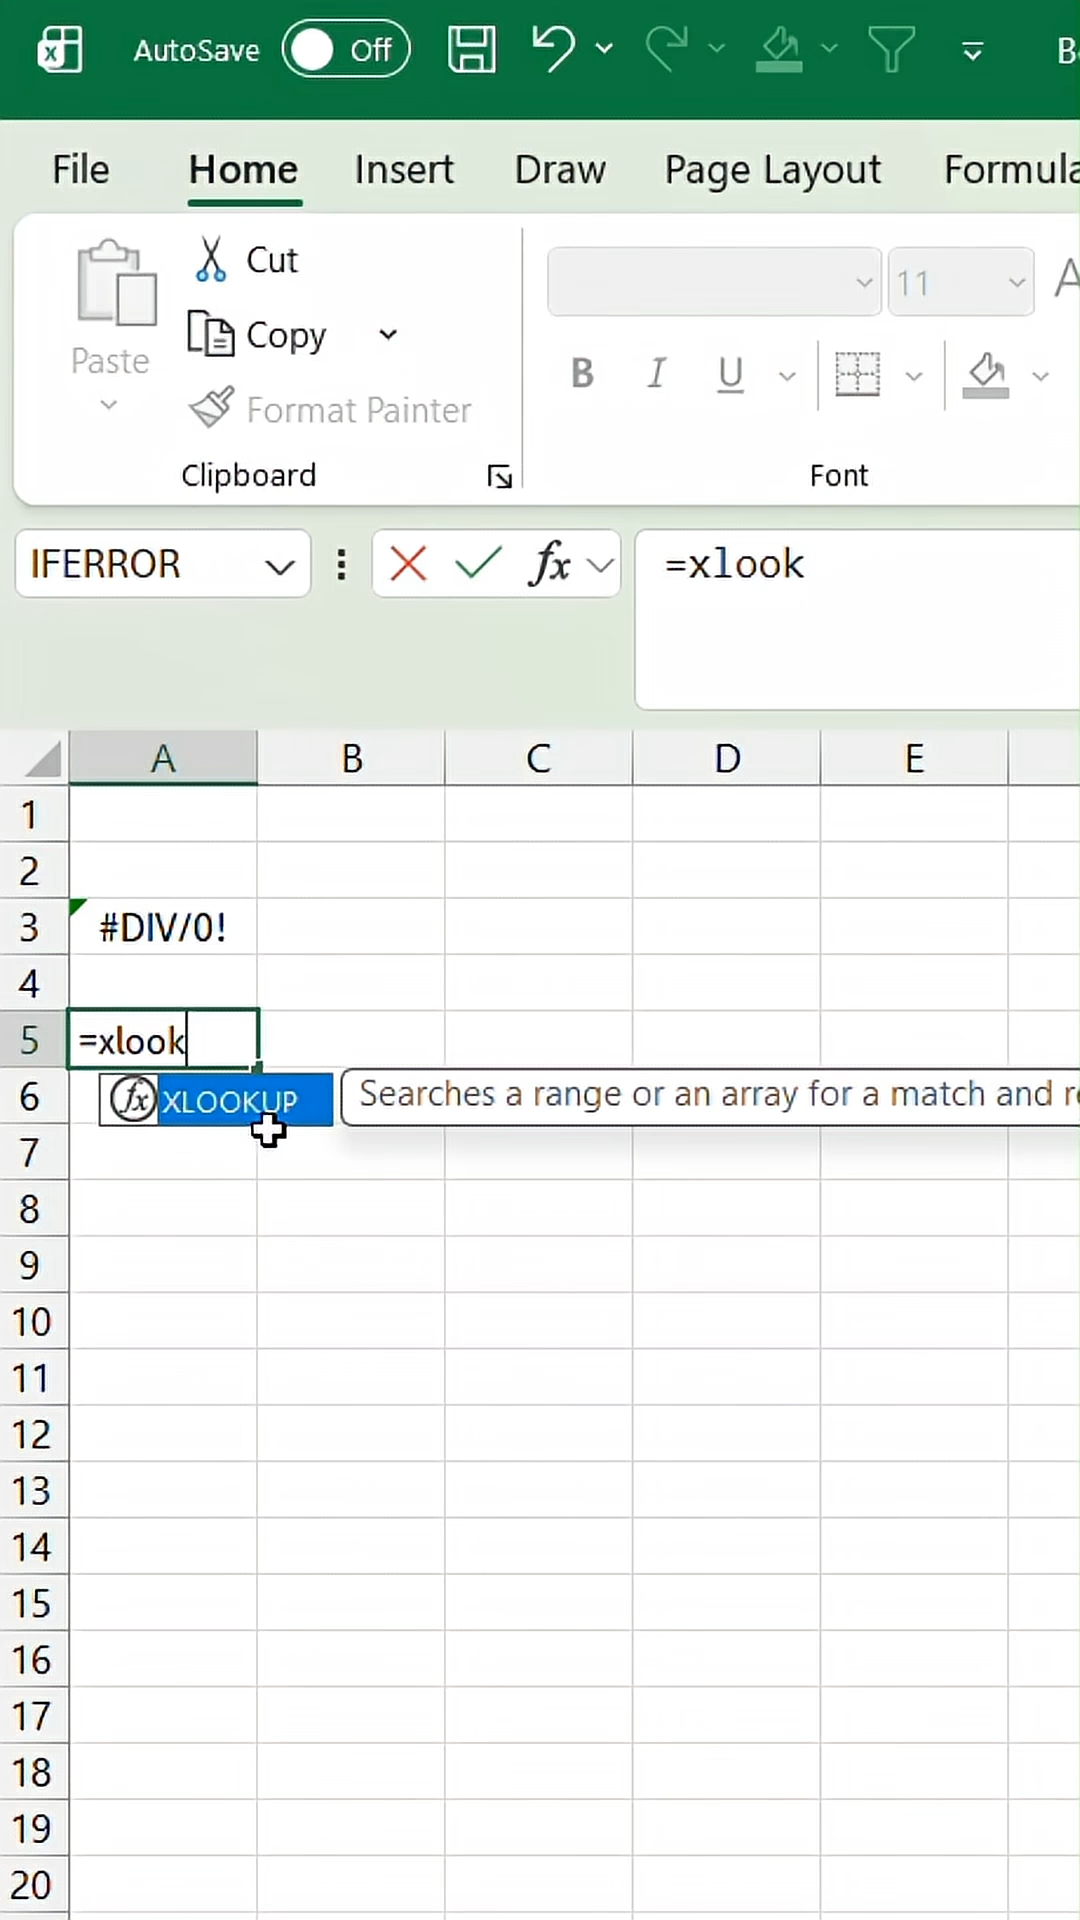 AutoSave Off
File Home Insert Draw Page Layout
Cut
Copy
Paste
Format Painter
Clipboard
11
B I U
Font
IFERROR
fx
=xlook
A B C D E
1
2
3 #DIV/0!
4
5 =xlook
6 fx XLOOKUP Searches a range or an array for a match and
7
8
9
10
11
12
13
14
15
16
17
18
19
20